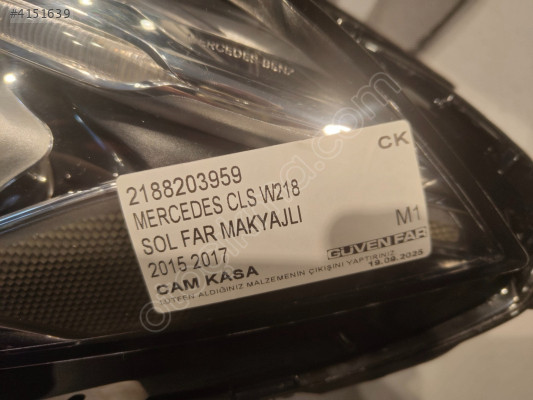 #4151639
MERCEDES BENZ
CK
2188203959
MERCEDES CLS W218
SOL FAR MAKYAJLI
2015 2017
CAM KASA
M1
GÜVEN FAR
19.09.2025
LÜTFEN ALDIĞINIZ MALZEMENİN ÇIKIŞINI YAPTIRINIZ